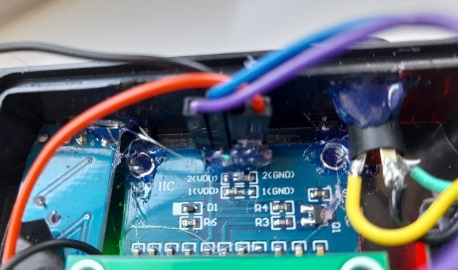 2(VDD) 2(GND)
IIC 1(VDD) 1(GND)
D1 R4
R6 R3